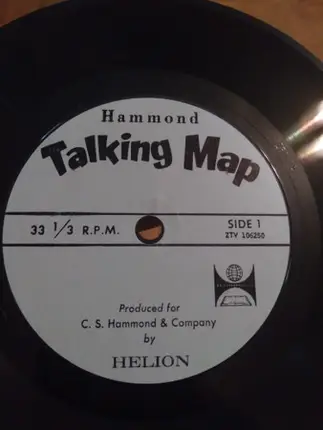 Hammond
Talking Map
33 1/3 R.P.M.
SIDE 1
ZTV 106250
Produced for
C. S. Hammond & Company
by
HELION